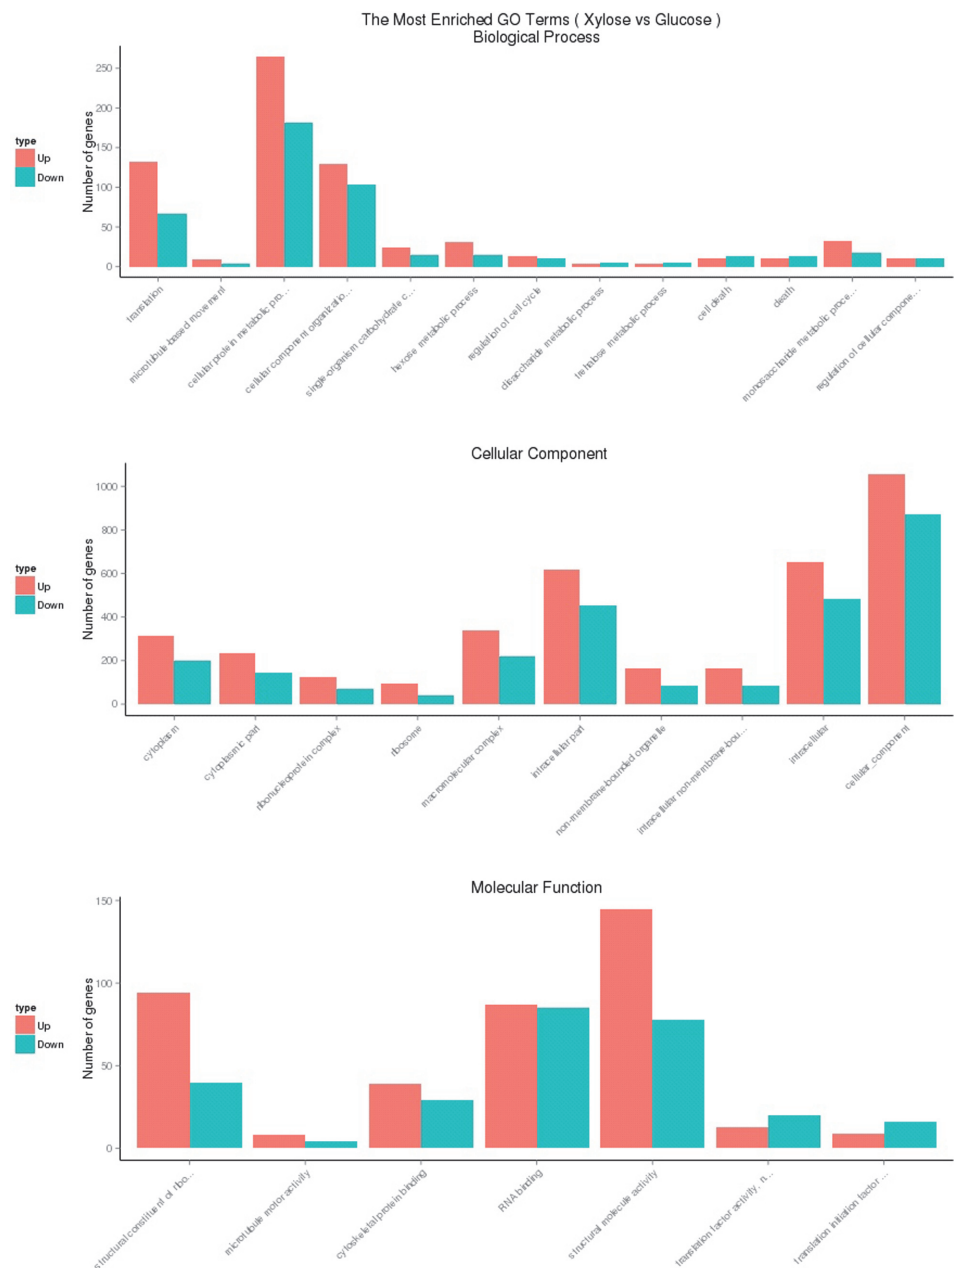 The Most Enriched GO Terms ( Xylose vs Glucose )
Biological Process
Number of genes
250
200
150
100
50
0
type
Up
Down
translation
microtubule-based movement
cellular protein metabolic pro...
cellular component organizatio...
single-organism carbohydrate c...
hexose metabolic process
regulation of cell cycle
disaccharide metabolic process
trehalose metabolic process
cell death
death
monosaccharide metabolic proce...
regulation of cellular compone...
Cellular Component
Number of genes
1000
800
600
400
200
0
type
Up
Down
cytoplasm
cytoplasmic part
ribonucleoprotein complex
ribosome
macromolecular complex
intracellular part
non-membrane-bounded organelle
intracellular non-membrane-bou...
intracellular
cellular_component
Molecular Function
Number of genes
150
100
50
0
type
Up
Down
structural constituent of ribo...
microtubule motor activity
cytoskeletal protein binding
RNA binding
structural molecule activity
translation factor activity, n...
translation initiation factor ...